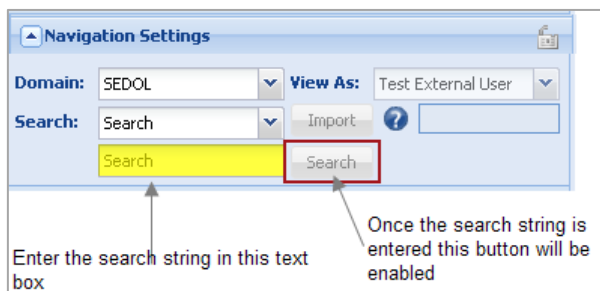 Navigation Settings
Domain: SEDOL View As: Test External User
Search: Search Import ?
Search Search
Enter the search string in this text
box
Once the search string is
entered this button will be
enabled